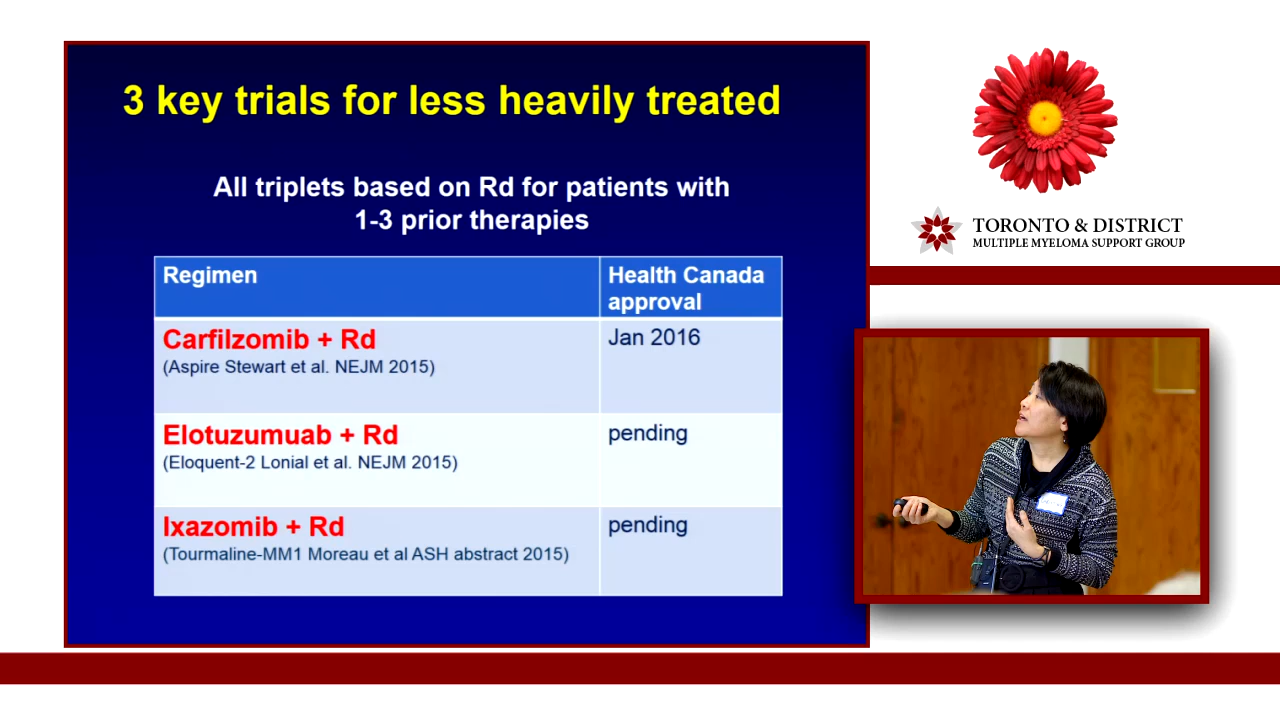 3 key trials for less heavily treated
All triplets based on Rd for patients with
1-3 prior therapies
Regimen
Health Canada
approval
Carfilzomib + Rd
(Aspire Stewart et al. NEJM 2015)
Jan 2016
Elotuzumuab + Rd
(Eloquent-2 Lonial et al. NEJM 2015)
pending
Ixazomib + Rd
(Tourmaline-MM1 Moreau et al ASH abstract 2015)
pending
TORONTO & DISTRICT
MULTIPLE MYELOMA SUPPORT GROUP